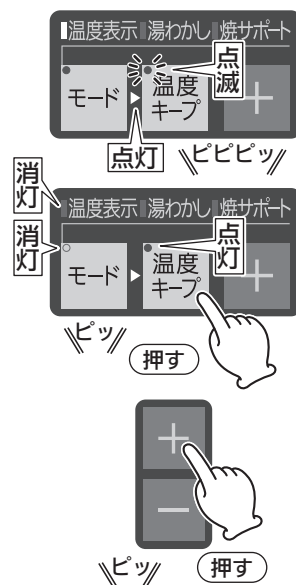 温度表示 湯わかし 焼サポート
点滅
モード
温度キープ
＋
点灯
ピピピッ
消灯
温度表示 湯わかし 焼サポート
消灯
点灯
モード
温度キープ
＋
ピッ
押す
＋
－
ピッ
押す